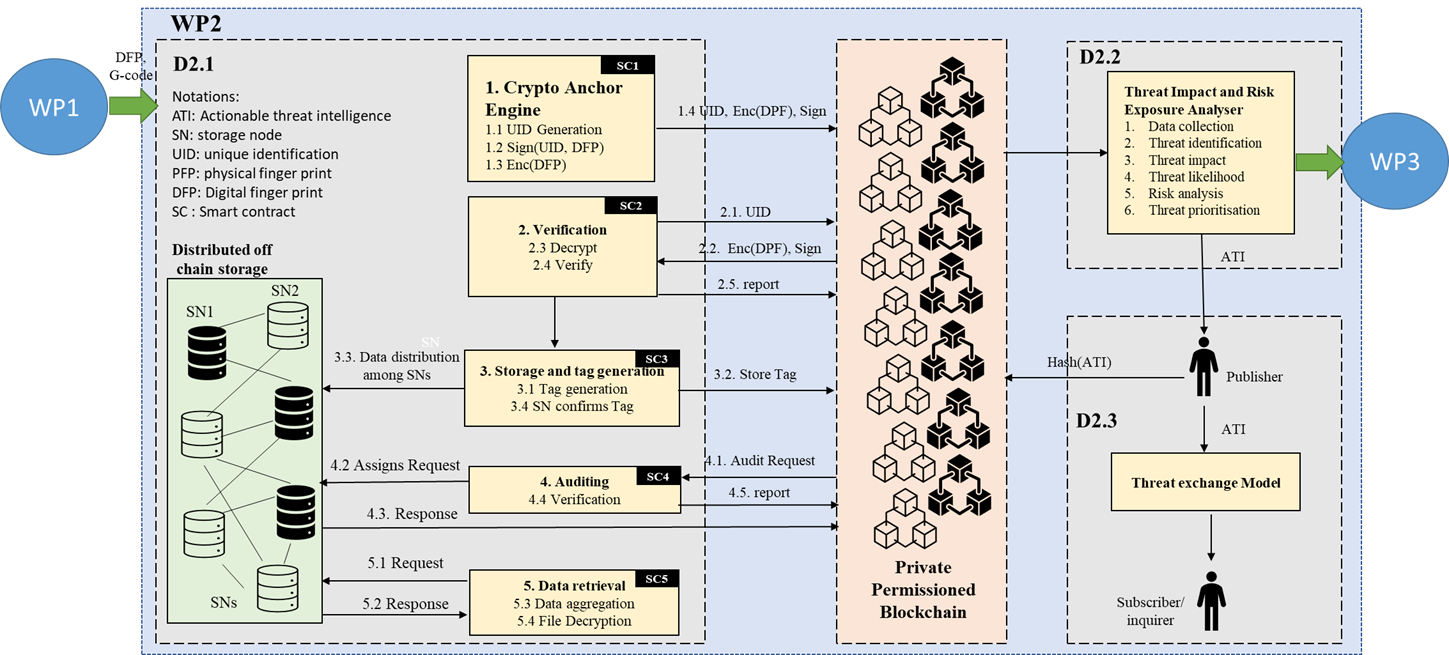 WP2
WP1
DFP,
G-code
D2.1
Notations:
ATI: Actionable threat intelligence
SN: storage node
UID: unique identification
PFP: physical finger print
DFP: Digital finger print
SC : Smart contract
Distributed off
chain storage
SN1
SN2
SNs
SC1
1. Crypto Anchor
Engine
1.1 UID Generation
1.2 Sign(UID, DFP)
1.3 Enc(DFP)
1.4 UID, Enc(DPF), Sign
SC2
2. Verification
2.3 Decrypt
2.4 Verify
2.1. UID
2.2. Enc(DPF), Sign
2.5. report
SN
3.3. Data distribution
among SNs
SC3
3. Storage and tag generation
3.1 Tag generation
3.4 SN confirms Tag
3.2. Store Tag
4.2 Assigns Request
SC4
4. Auditing
4.4 Verification
4.1. Audit Request
4.5. report
4.3. Response
5.1 Request
5.2 Response
SC5
5. Data retrieval
5.3 Data aggregation
5.4 File Decryption
Private
Permissioned
Blockchain
D2.2
Threat Impact and Risk
Exposure Analyser
1. Data collection
2. Threat identification
3. Threat impact
4. Threat likelihood
5. Risk analysis
6. Threat prioritisation
WP3
ATI
Hash(ATI)
Publisher
D2.3
ATI
Threat exchange Model
Subscriber/
inquirer